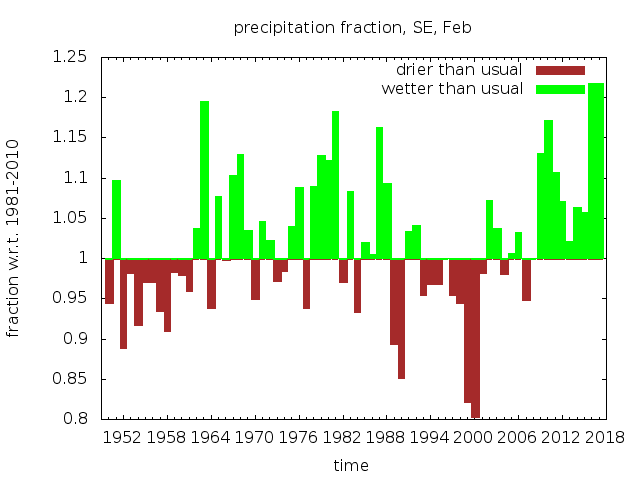 precipitation fraction, SE, Feb
drier than usual
wetter than usual
fraction w.r.t. 1981-2010
1.25
1.2
1.15
1.1
1.05
1
0.95
0.9
0.85
0.8
1952 1958 1964 1970 1976 1982 1988 1994 2000 2006 2012 2018
time